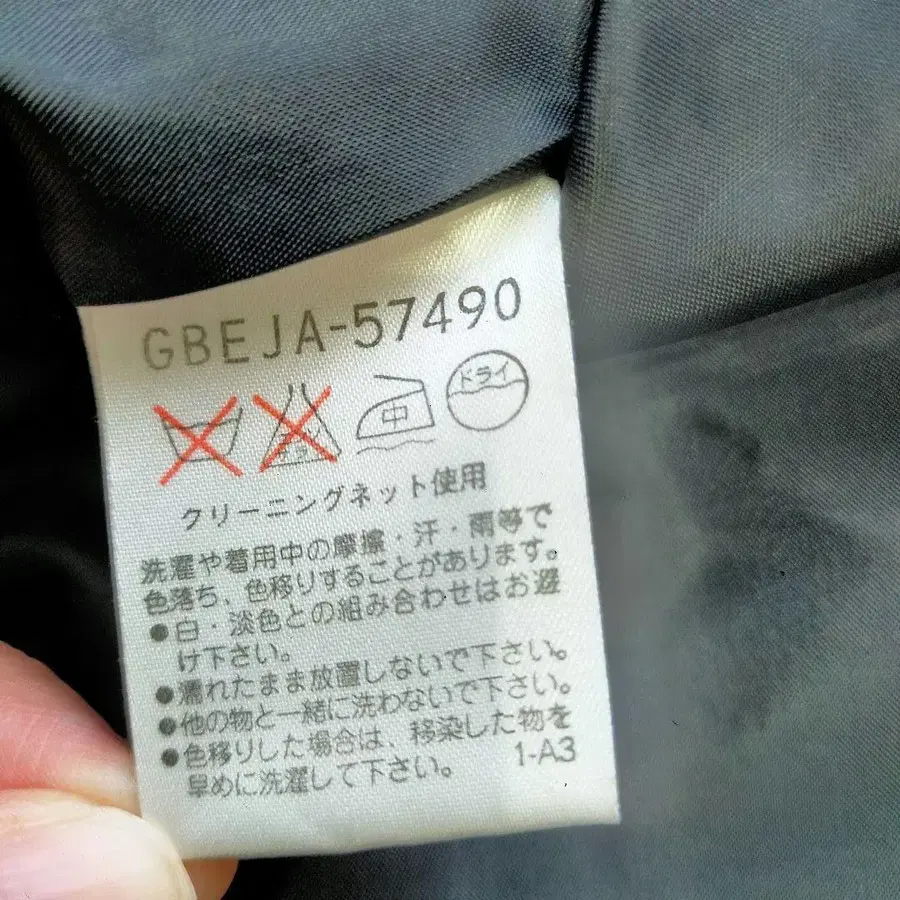 GBEJA-57490
中 ドライ
クリーニングネット使用
洗濯や着用中の摩擦・汗・雨等で
色落ち、色移りすることがあります。
●白・淡色との組み合わせはお避
け下さい。
●濡れたまま放置しないで下さい。
●他の物と一緒に洗わないで下さい。
●色移りした場合は、移染した物を
早めに洗濯して下さい。 1-A3